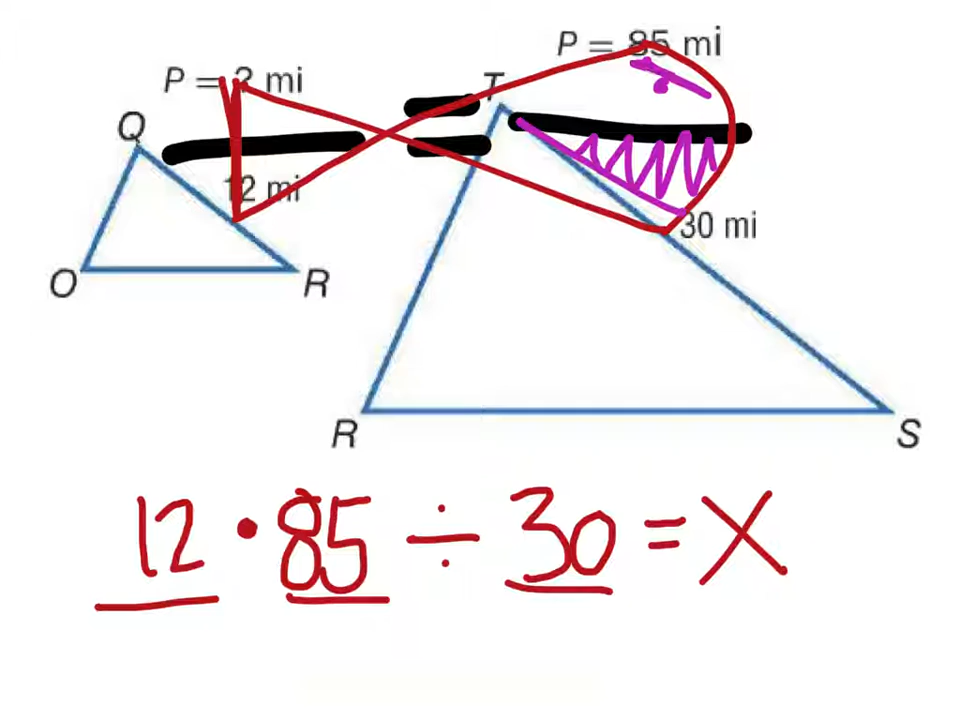 P = 85 mi
P = ? mi
T
Q
12 mi
30 mi
O
R
R
S
12 • 85 ÷ 30 = X